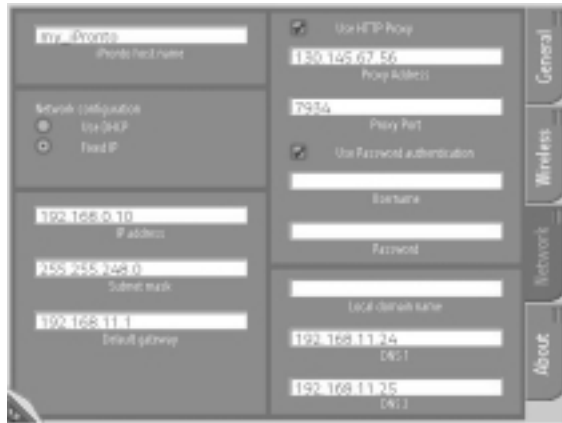 my_iPronto
iPronto host name
Network configuration
Use DHCP
Fixed IP
192.168.0.10
IP address
255.255.248.0
Subnet mask
192.168.11.1
Default gateway
Use HTTP Proxy
130.145.67.56
Proxy Address
7934
Proxy Port
Use Password authentication
Username
Password
Local domain name
192.168.11.24
DNS 1
192.168.11.25
DNS 2
General
Wireless
Network
About